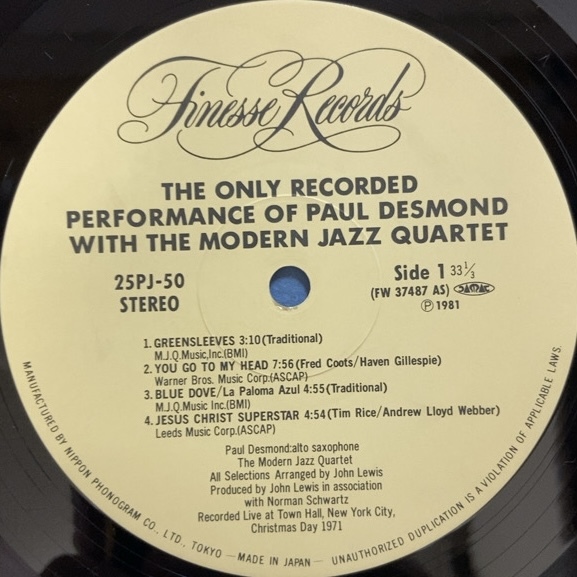 Finesse Records
THE ONLY RECORDED
PERFORMANCE OF PAUL DESMOND
WITH THE MODERN JAZZ QUARTET
25PJ-50
STEREO
Side 1 33 1/3
(FW 37487 AS) JASRAC
Ⓟ1981
1. GREENSLEEVES 3:10(Traditional)
M.J.Q.Music,Inc.(BMI)
2. YOU GO TO MY HEAD 7:56(Fred Coots/Haven Gillespie)
Warner Bros. Music Corp.(ASCAP)
3. BLUE DOVE/La Paloma Azul 4:55(Traditional)
M.J.Q.Music Inc.(BMI)
4. JESUS CHRIST SUPERSTAR 4:54(Tim Rice/Andrew Lloyd Webber)
Leeds Music Corp.(ASCAP)
Paul Desmond:alto saxophone
The Modern Jazz Quartet
All Selections Arranged by John Lewis
Produced by John Lewis in association
with Norman Schwartz
Recorded Live at Town Hall, New York City,
Christmas Day 1971
MANUFACTURED BY NIPPON PHONOGRAM CO., LTD., TOKYO — MADE IN JAPAN — UNAUTHORIZED DUPLICATION IS A VIOLATION OF APPLICABLE LAWS.